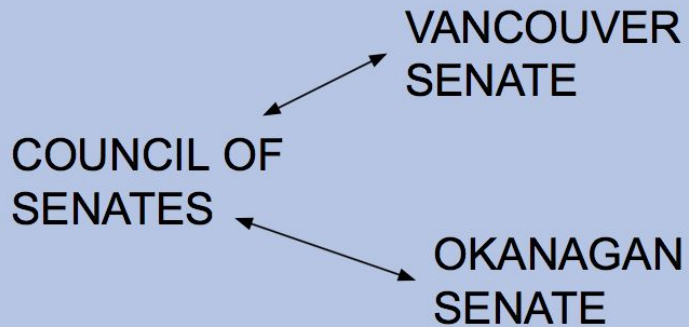 VANCOUVER
SENATE
COUNCIL OF
SENATES
OKANAGAN
SENATE